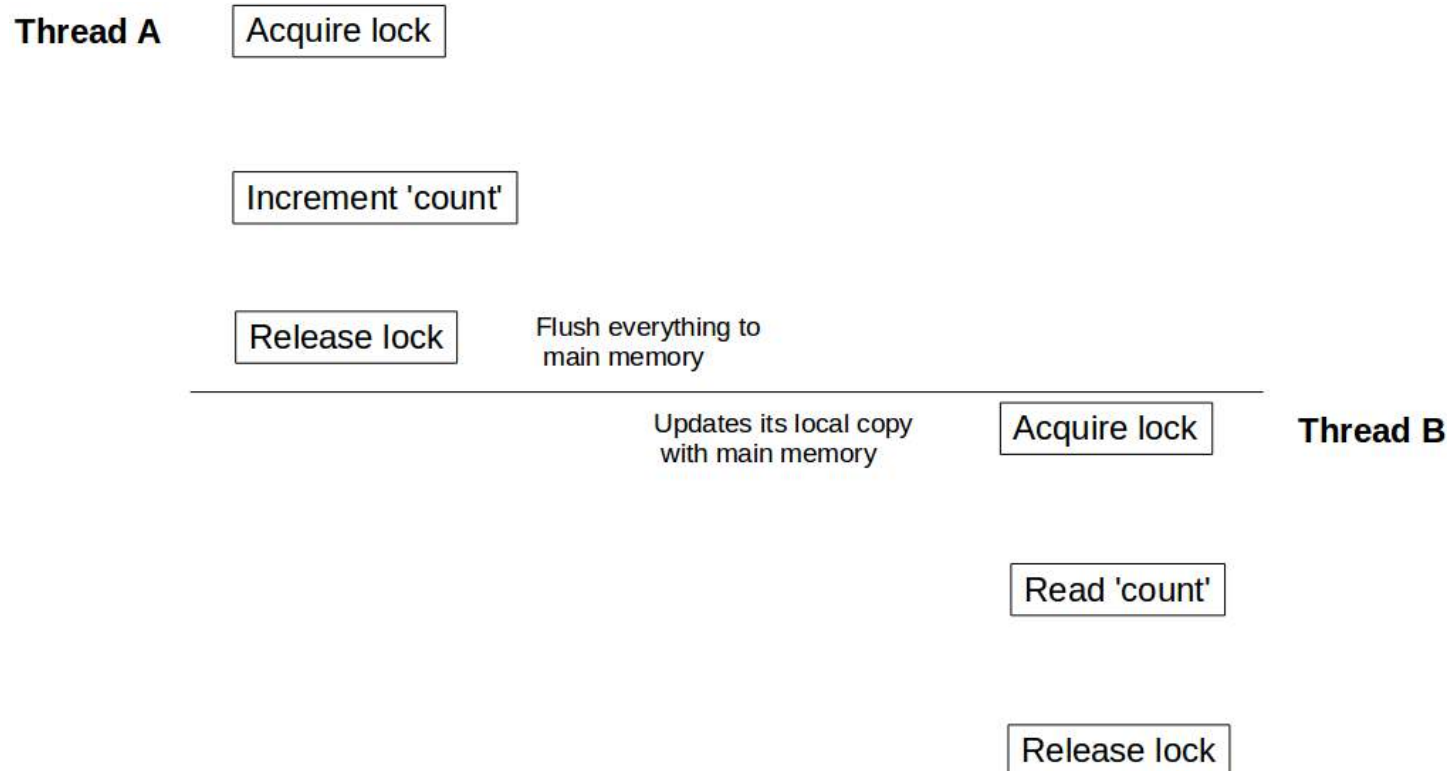 Thread A
Acquire lock
Increment 'count'
Release lock
Flush everything to
main memory
Updates its local copy
with main memory
Acquire lock
Thread B
Read 'count'
Release lock